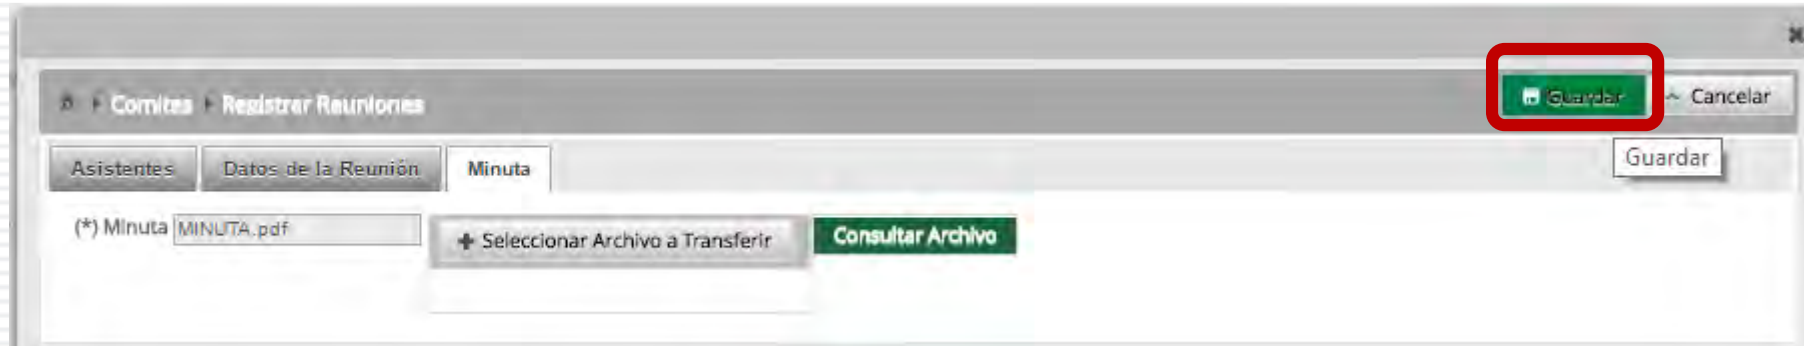 Comites Registrar Reuniones
Guardar Cancelar
Guardar
Asistentes Datos de la Reunión Minuta
(*) Minuta MINUTA.pdf + Seleccionar Archivo a Transferir Consultar Archivo